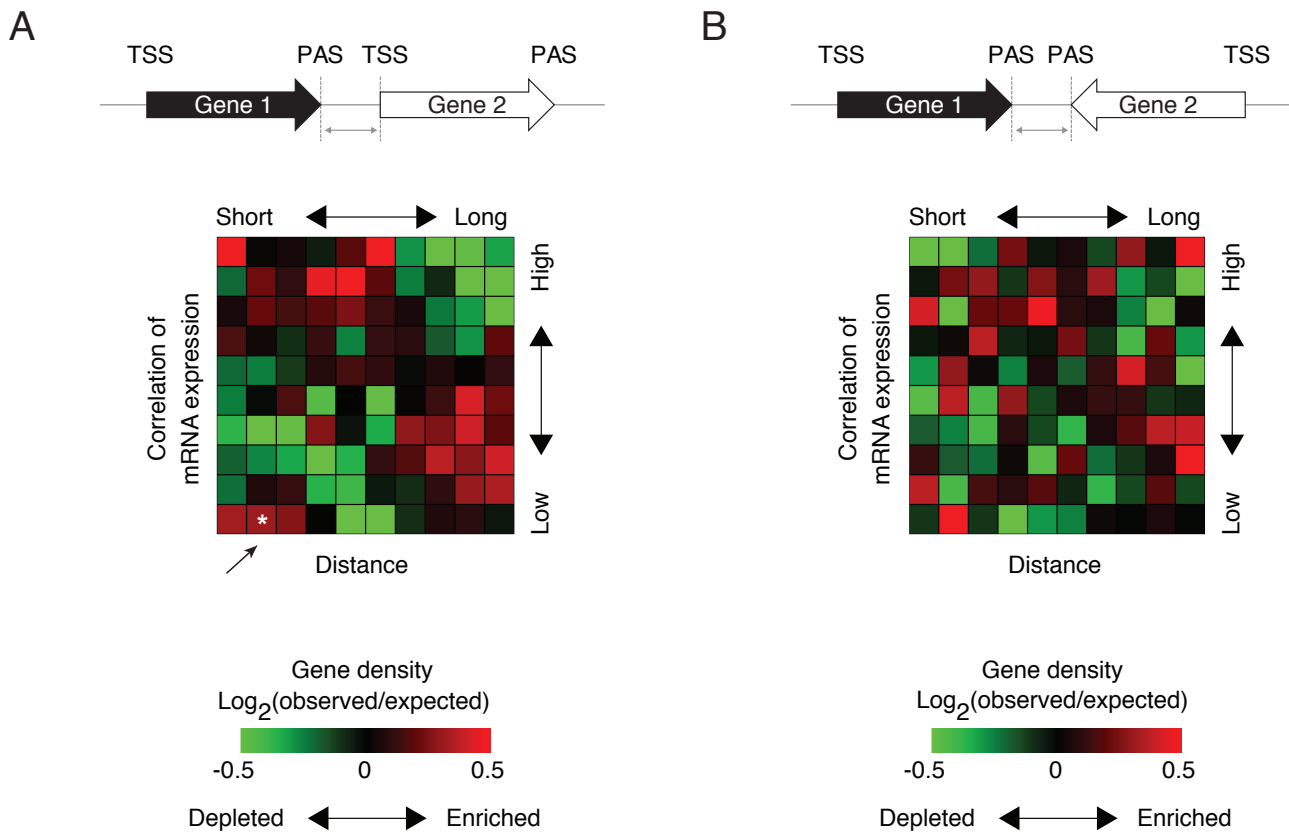 A
TSS PAS TSS PAS
Gene 1 Gene 2
Short Long
Correlation of
mRNA expression
High
Low
*
Distance
Gene density
Log2(observed/expected)
-0.5 0 0.5
Depleted Enriched
B
TSS PAS PAS TSS
Gene 1 Gene 2
Short Long
Correlation of
mRNA expression
High
Low
Distance
Gene density
Log2(observed/expected)
-0.5 0 0.5
Depleted Enriched